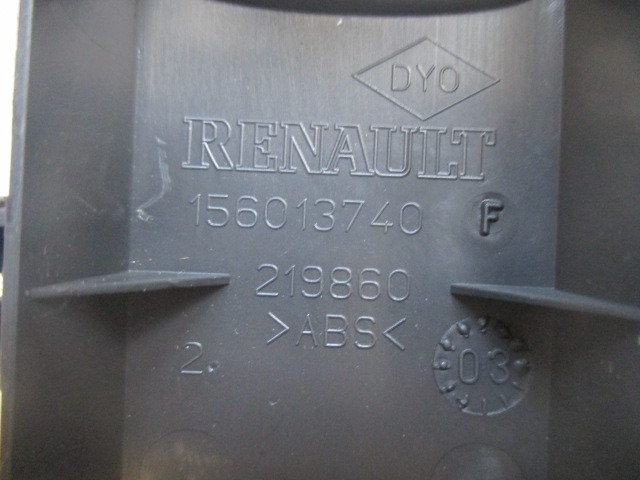 DYO
RENAULT
156013740 F
219860
>ABS<
2.
03